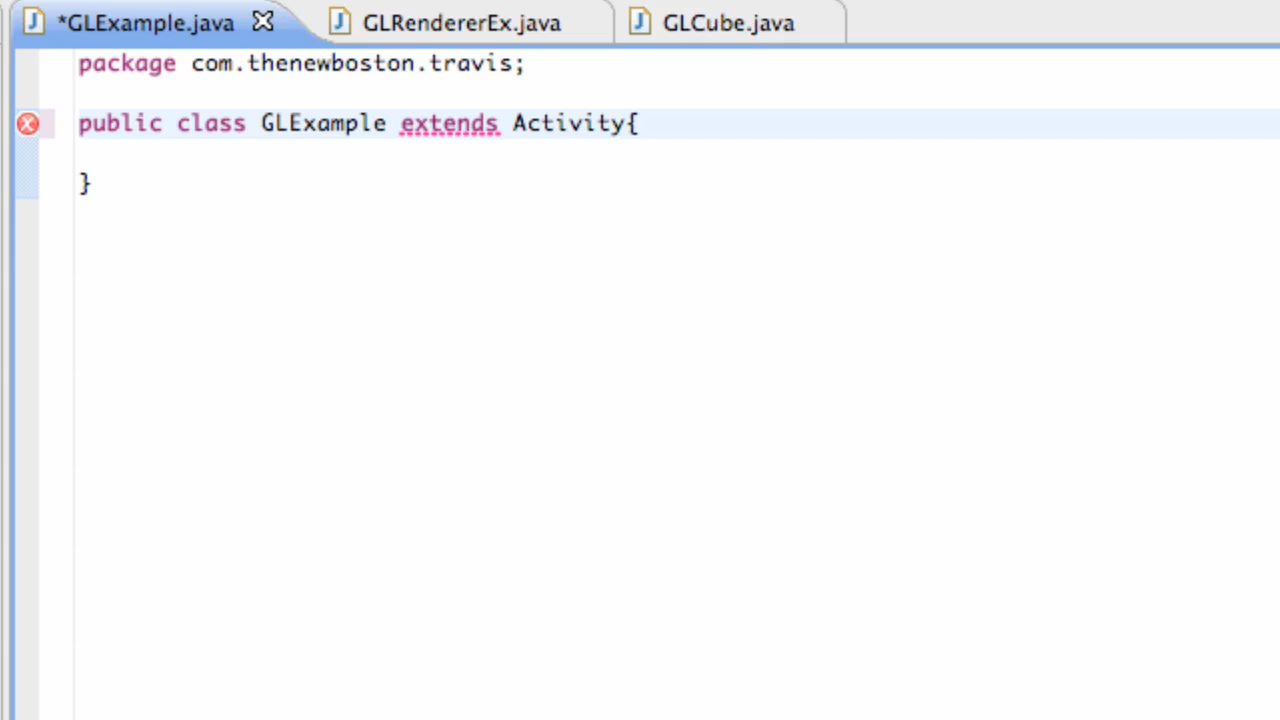 *GLExample.java GLRendererEx.java GLCube.java
package com.thenewboston.travis;
public class GLExample extends Activity{
}